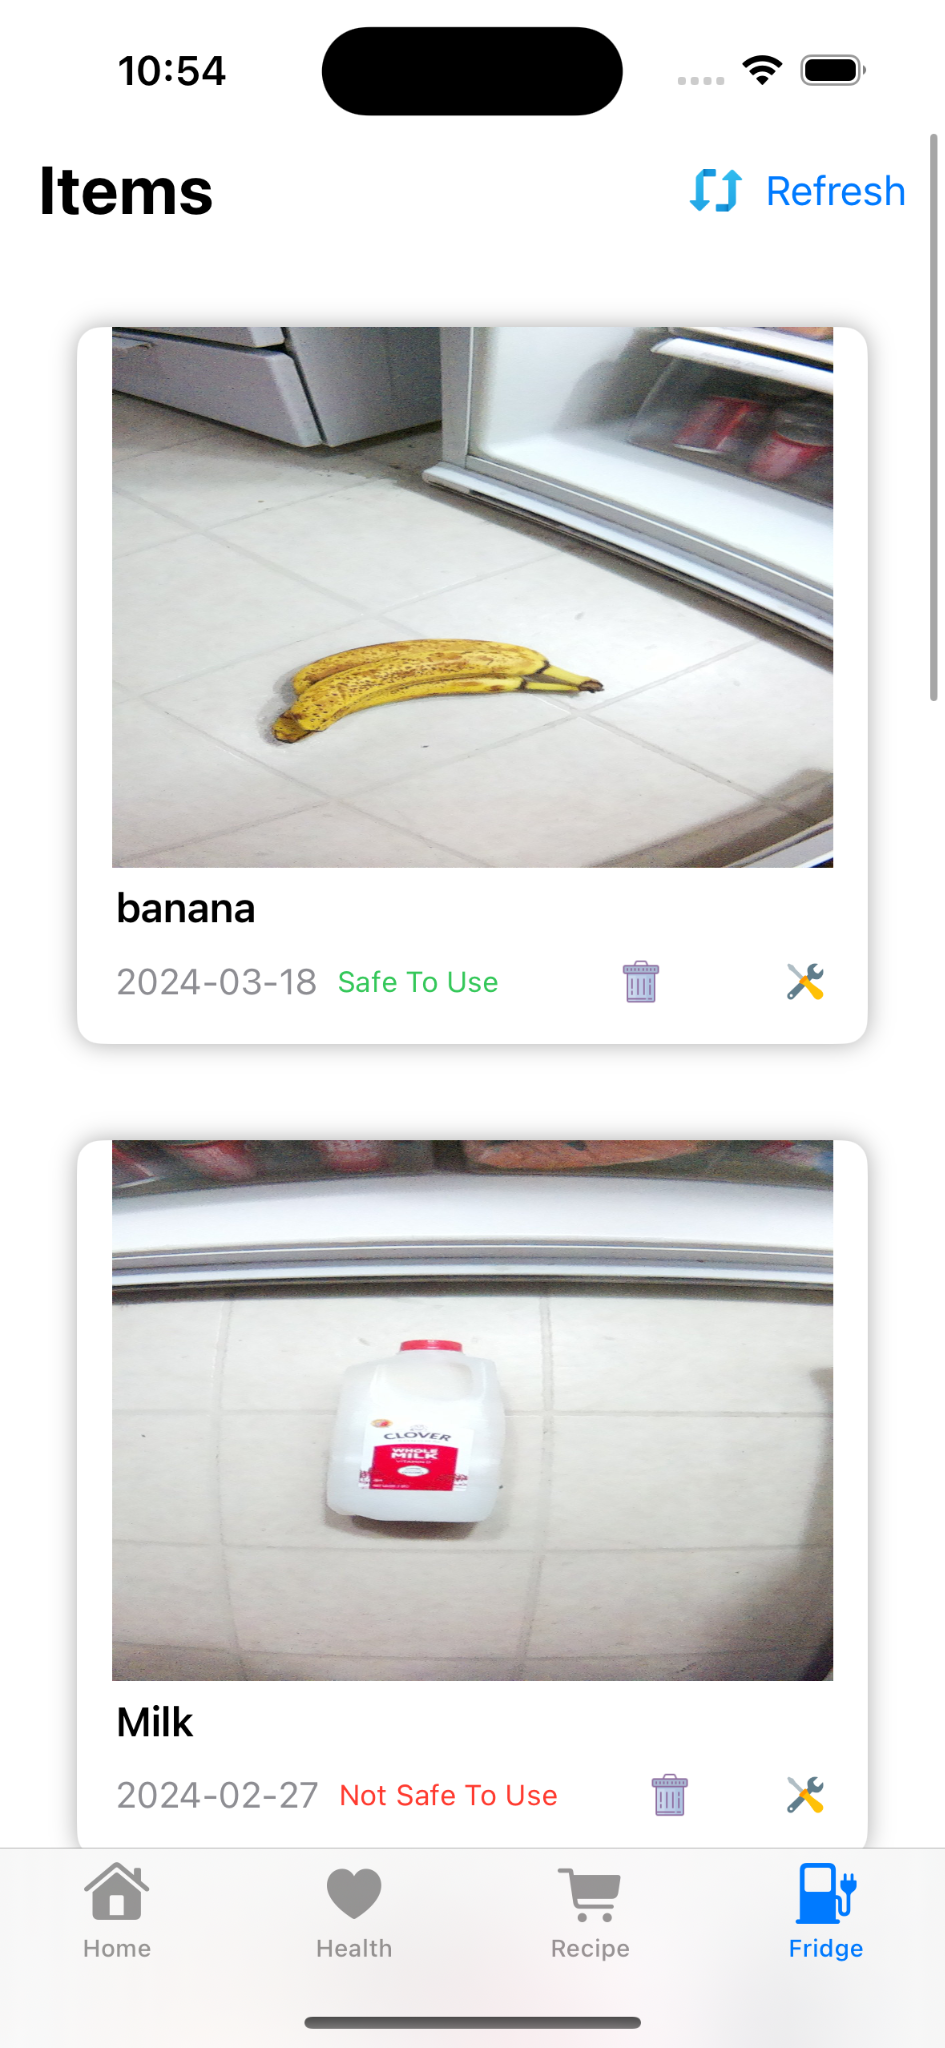 10:54
Items
Refresh
banana
2024-03-18 Safe To Use
CLOVER
WHOLE
MILK
Milk
2024-02-27 Not Safe To Use
Home
Health
Recipe
Fridge